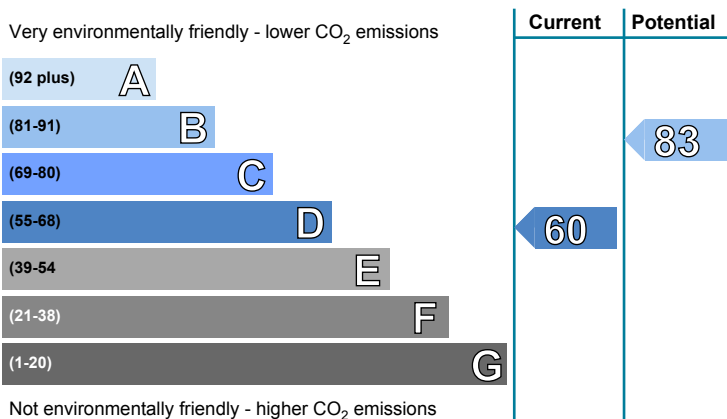 Very environmentally friendly - lower CO2 emissions
Current
Potential
(92 plus) A
(81-91) B
83
(69-80) C
(55-68) D
60
(39-54 E
(21-38) F
(1-20) G
Not environmentally friendly - higher CO2 emissions